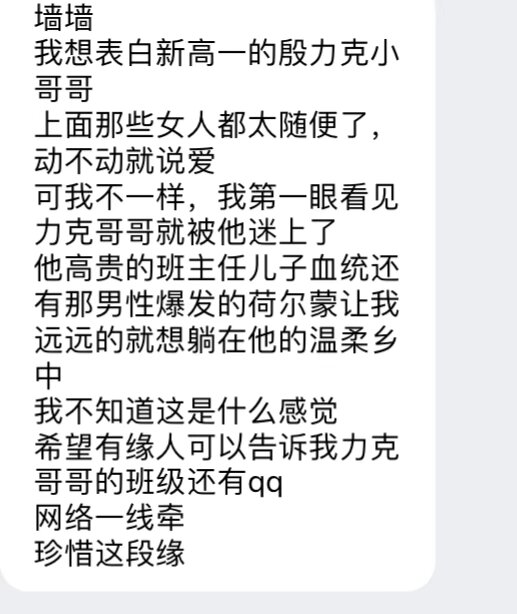 墙墙
我想表白新高一的殷力克小
哥哥
上面那些女人都太随便了，
动不动就说爱
可我不一样，我第一眼看见
力克哥哥就被他迷上了
他高贵的班主任儿子血统还
有那男性爆发的荷尔蒙让我
远远的就想躺在他的温柔乡
中
我不知道这是什么感觉
希望有缘人可以告诉我力克
哥哥的班级还有qq
网络一线牵
珍惜这段缘